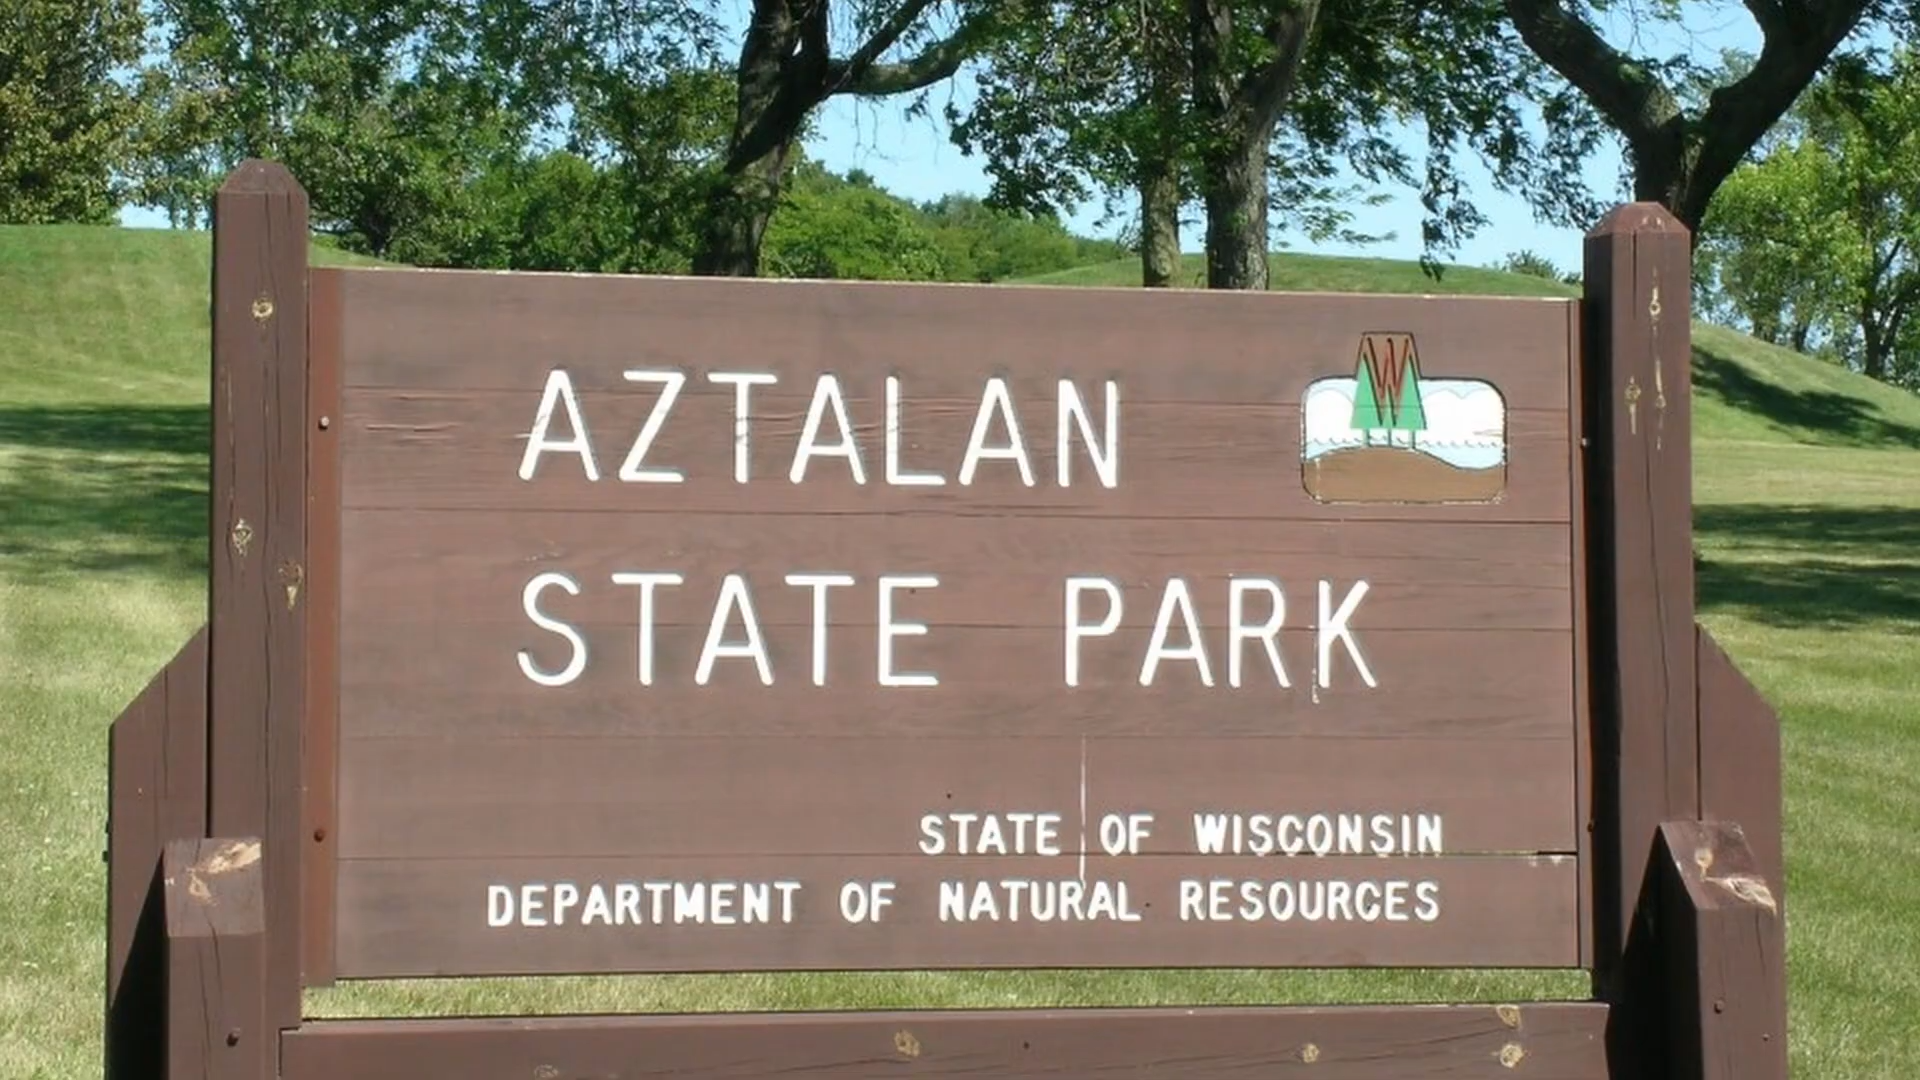 AZTALAN
W
STATE PARK
STATE OF WISCONSIN
DEPARTMENT OF NATURAL RESOURCES